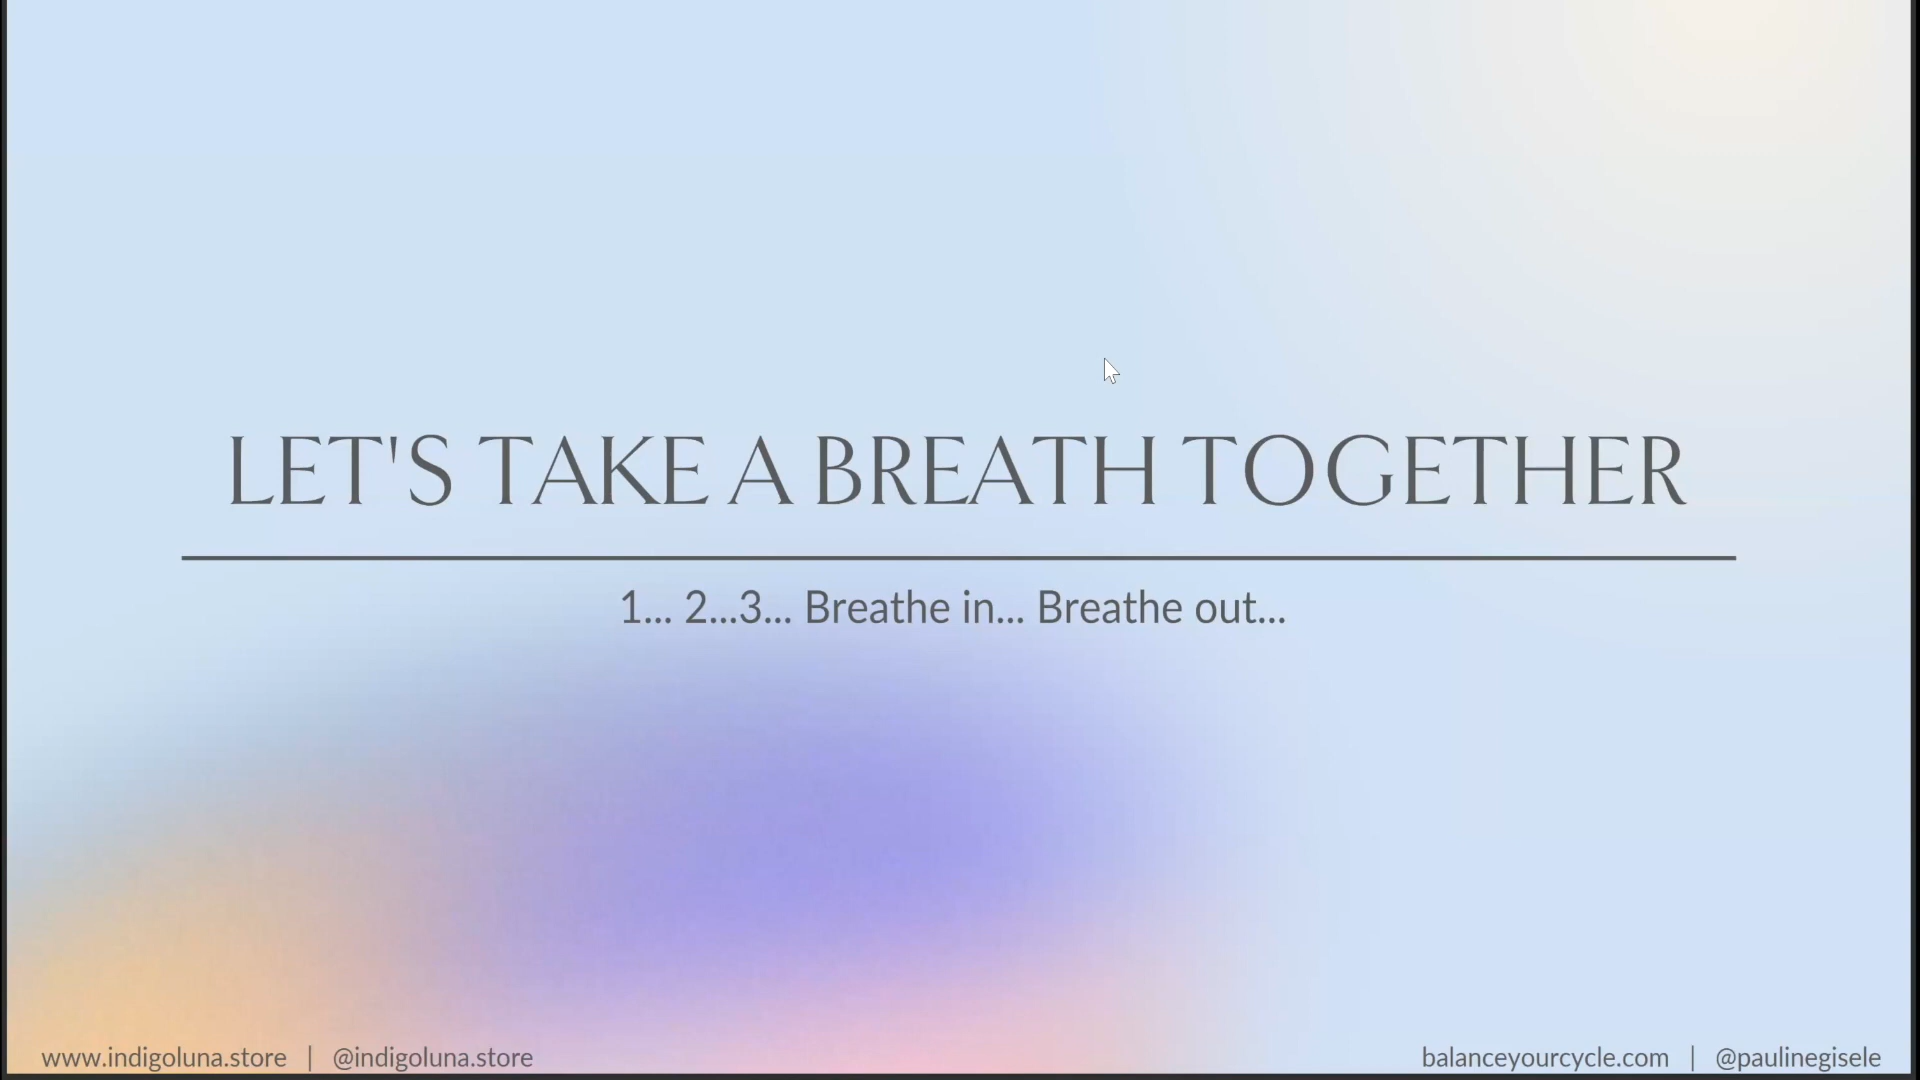 LET'S TAKE A BREATH TOGETHER
1... 2...3... Breathe in... Breathe out...
www.indigoluna.store | @indigoluna.store
balanceyourcycle.com | @paulinegisele